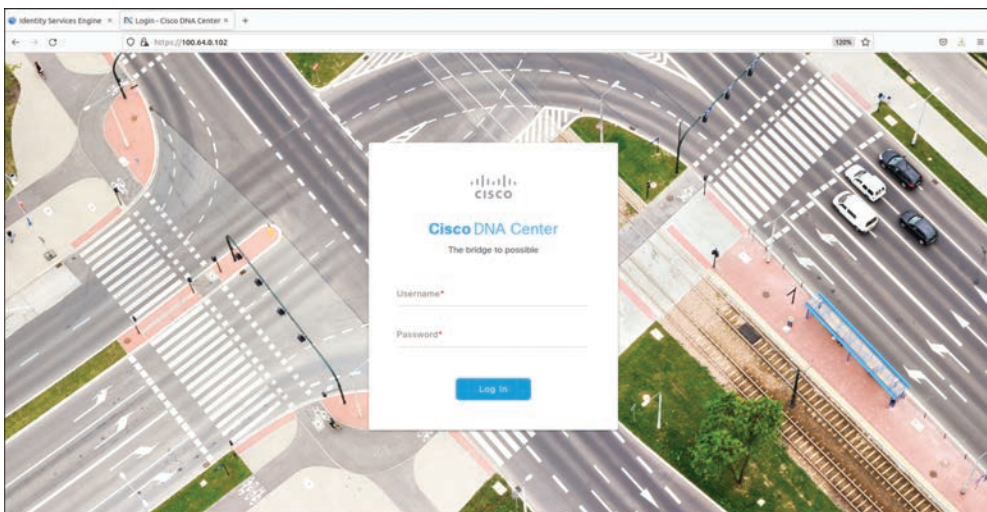 Identity Services Engine
Login - Cisco DNA Center
https://100.64.0.102
120%
CISCO
Cisco DNA Center
The bridge to possible
Username*
Password*
Log In